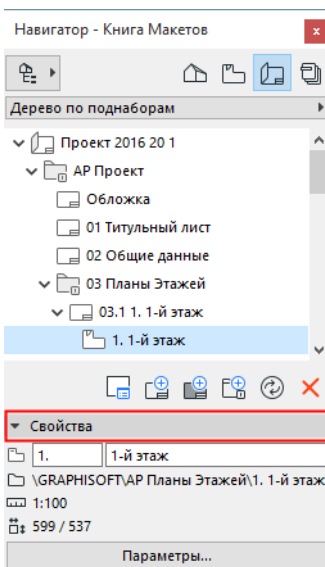 Навигатор - Книга Макетов
x
Дерево по поднаборам
Проект 2016 20 1
АР Проект
Обложка
01 Титульный лист
02 Общие данные
03 Планы Этажей
03.1 1. 1-й этаж
1. 1-й этаж
Свойства
1. 1-й этаж
\GRAPHISOFT\АР Планы Этажей\1. 1-й этаж
1:100
599 / 537
Параметры...